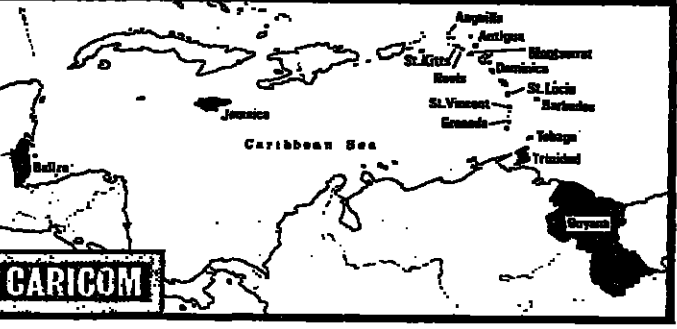 Anguilla
Antigua
St.Kitts
Montserrat
Nevis
Dominica
St.Lucia
St.Vincent
Barbados
Jamaica
Grenada
Caribbean Sea
Tobago
Trinidad
Belize
Guyana
CARICOM